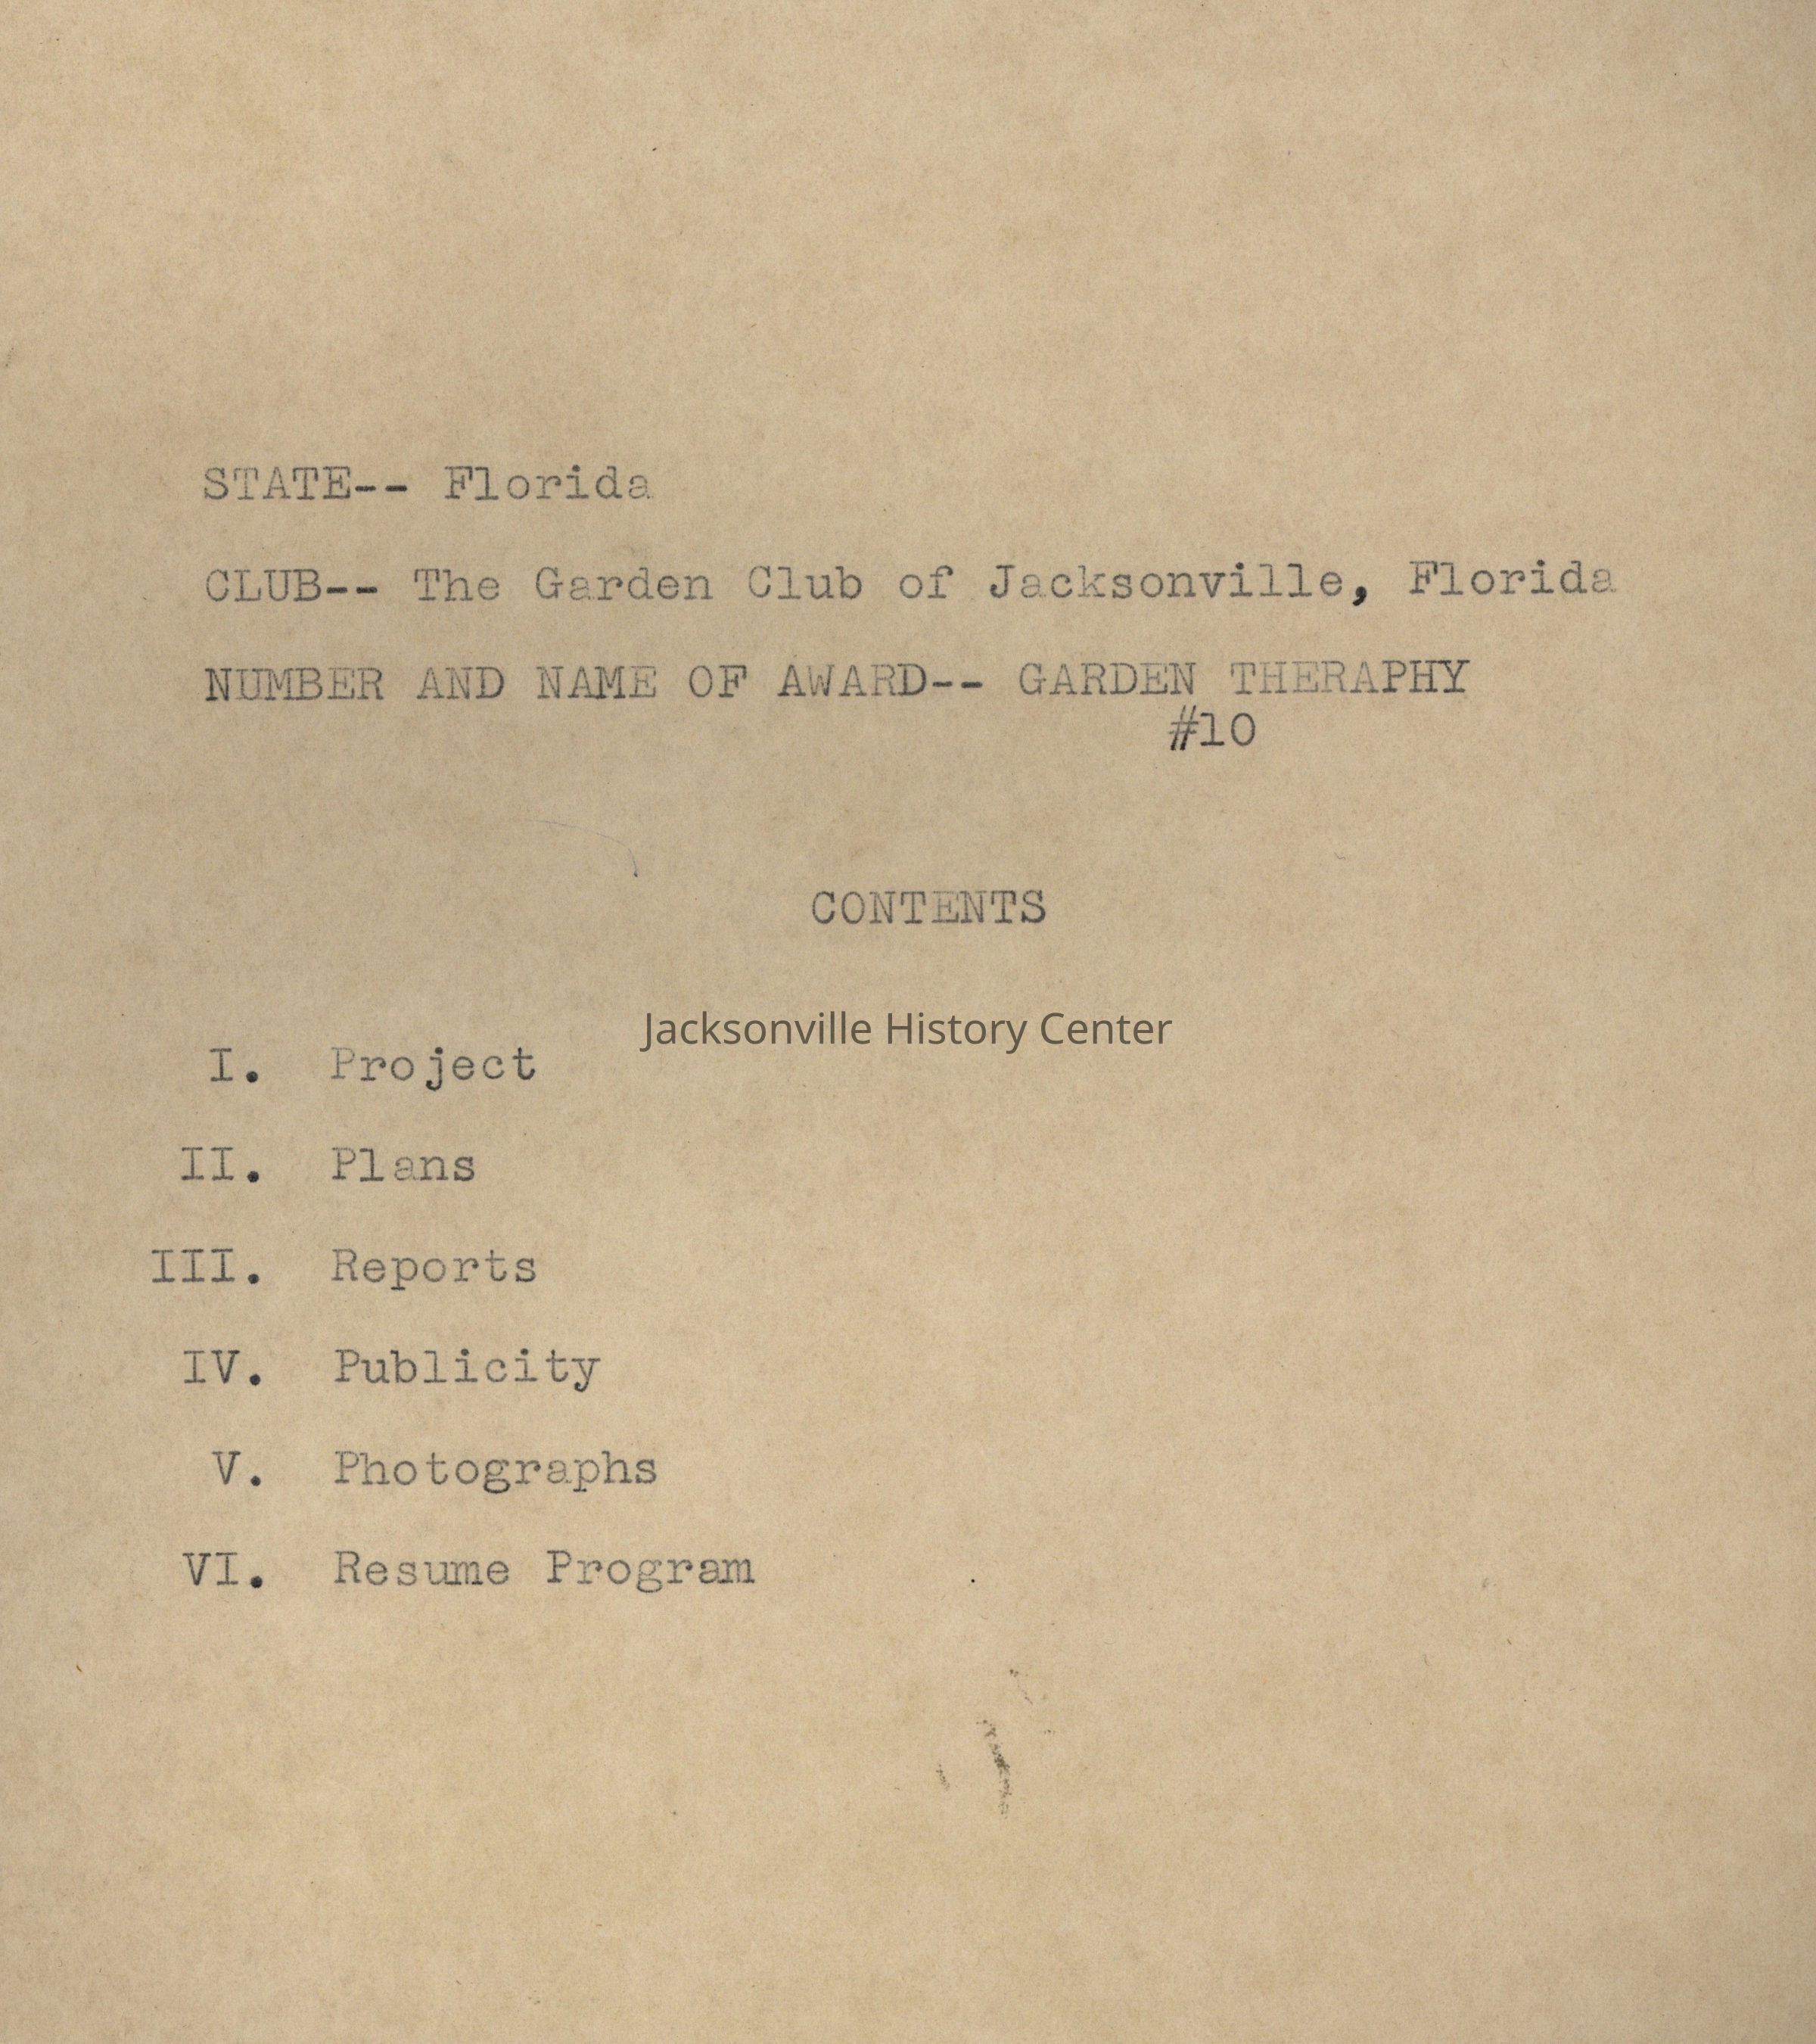 STATE-- Florida
CLUB-- The Garden Club of Jacksonville, Florida
NUMBER AND NAME OF AWARD-- GARDEN THERAPHY
#10
CONTENTS
Jacksonville History Center
I. Project
II. Plans
III. Reports
IV. Publicity
V. Photographs
VI. Resume Program